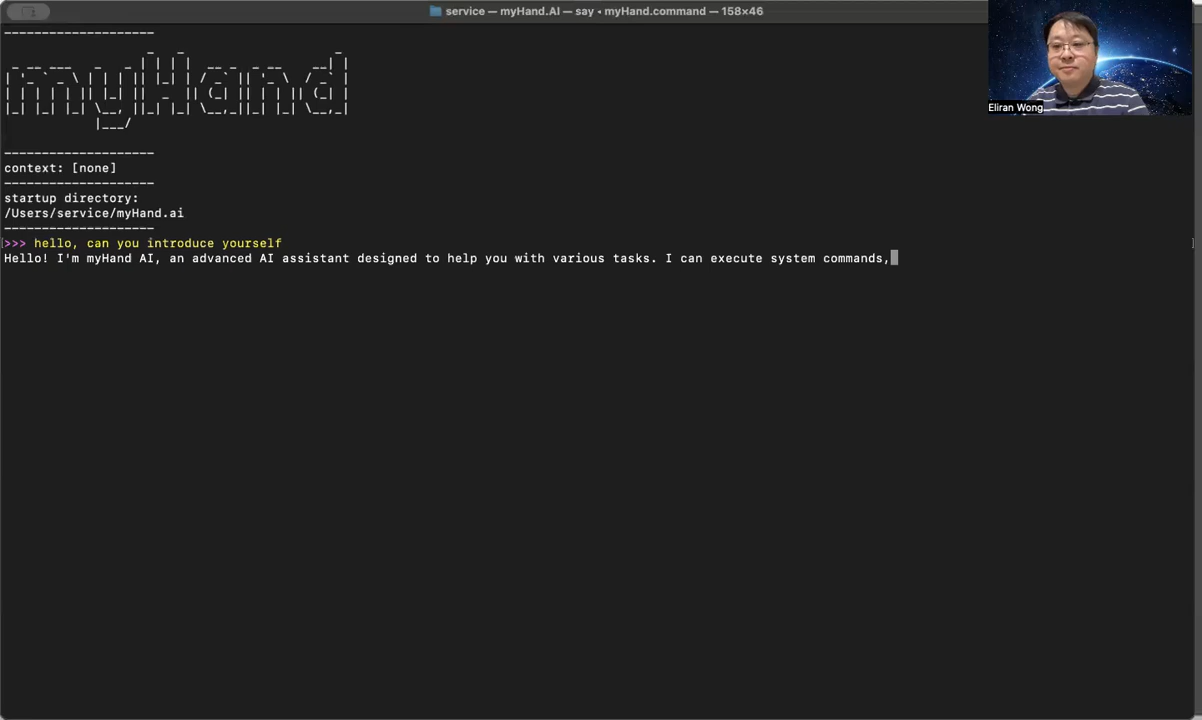 service — myHand.AI — say • myHand.command — 158×46
Eliran Wong
--------------------
myHand
--------------------
context: [none]
--------------------
startup directory:
/Users/service/myHand.ai
--------------------
>>> hello, can you introduce yourself
Hello! I'm myHand AI, an advanced AI assistant designed to help you with various tasks. I can execute system commands,